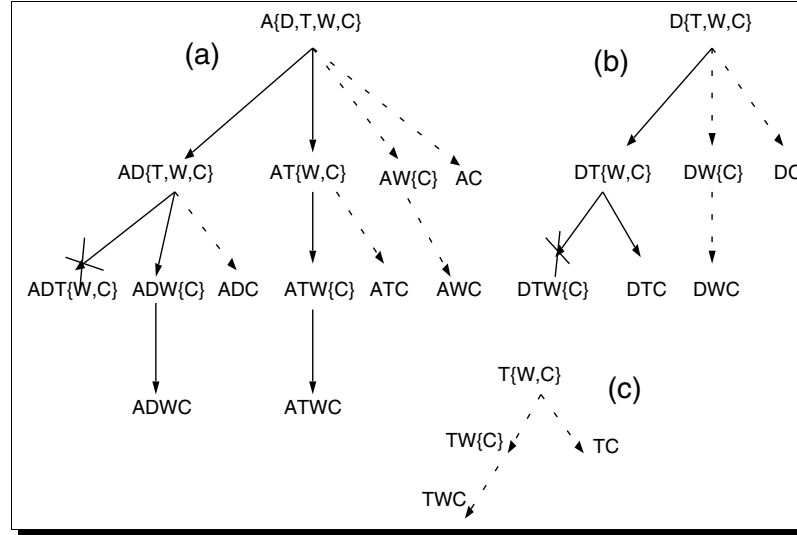 A{D,T,W,C}
D{T,W,C}
(a)
(b)
AD{T,W,C}
AT{W,C}
AW{C}
AC
DT{W,C}
DW{C}
DC
ADT{W,C}
ADW{C}
ADC
ATW{C}
ATC
AWC
DTW{C}
DTC
DWC
ADWC
ATWC
T{W,C}
(c)
TW{C}
TC
TWC